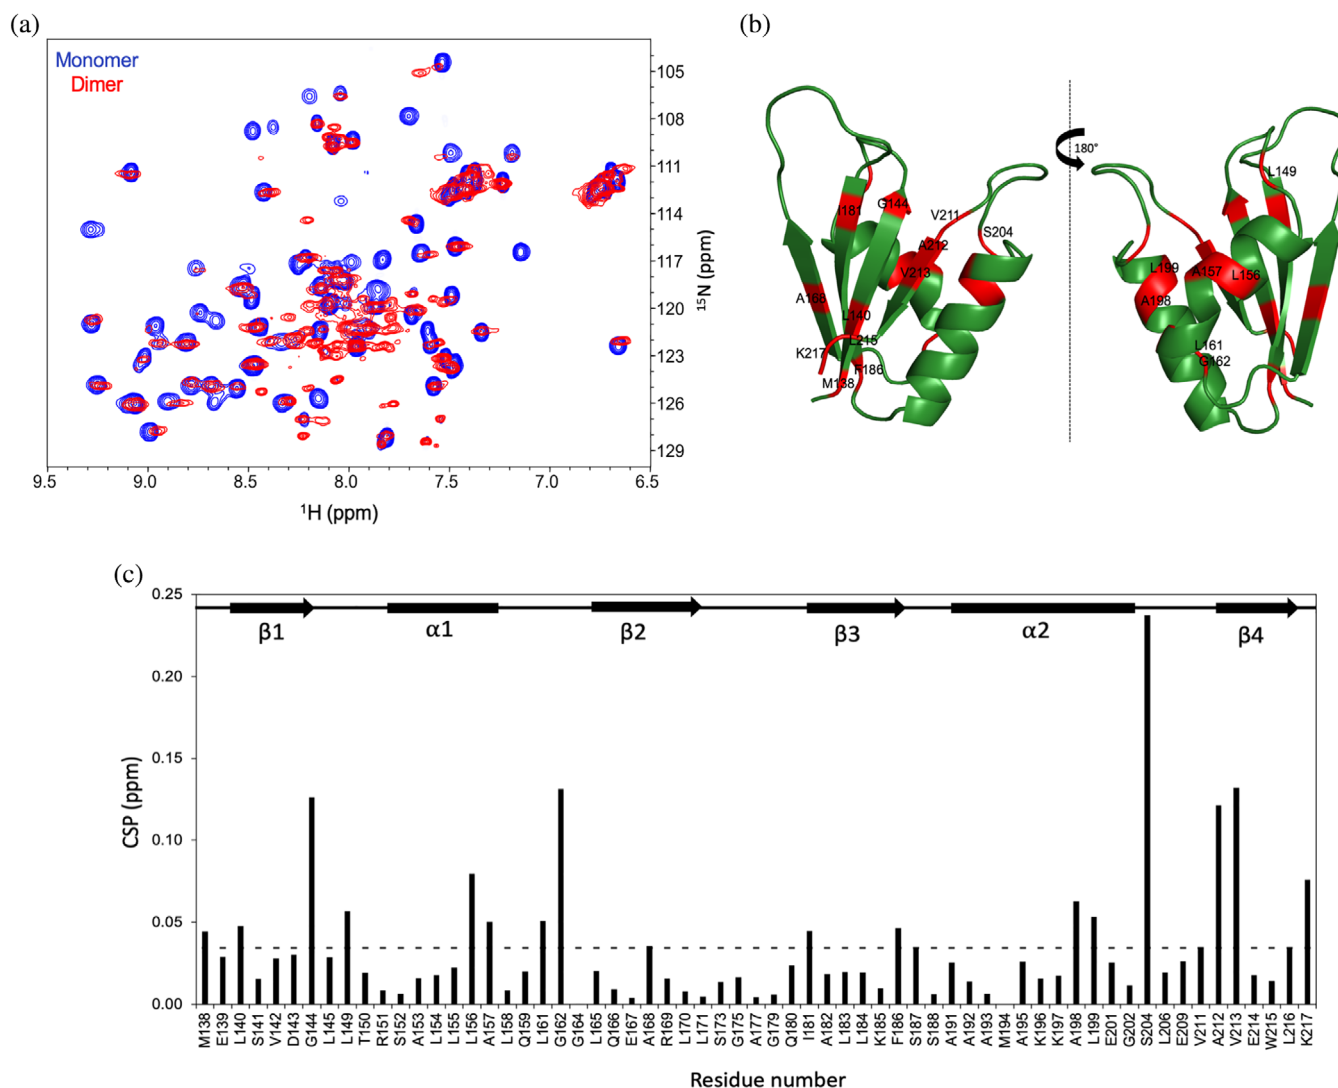 (a)
Monomer
Dimer
105
108
111
114
117
120
123
126
129
¹⁵N (ppm)
9.5 9.0 8.5 8.0 7.5 7.0 6.5
¹H (ppm)
(b)
180°
I181
G144
V211
S204
A212
V213
A168
L140
L215
K217
F186
M138
L149
L199
A157
L156
A198
L161
G162
(c)
0.25
0.20
0.15
0.10
0.05
0.00
CSP (ppm)
β1 α1 β2 β3 α2 β4
M138 E139 L140 S141 V142 D143 G144 L145 L149 T150 R151 S152 A153 L154 L155 L156 A157 L158 Q159 L161 G162 G164 L165 Q166 E167 A168 R169 L170 L171 S173 G175 A177 G179 Q180 I181 A182 L183 L184 K185 F186 S187 S188 A191 A192 A193 M194 A195 K196 K197 A198 L199 E201 G202 S204 L206 E209 V211 A212 V213 E214 W215 L216 K217
Residue number